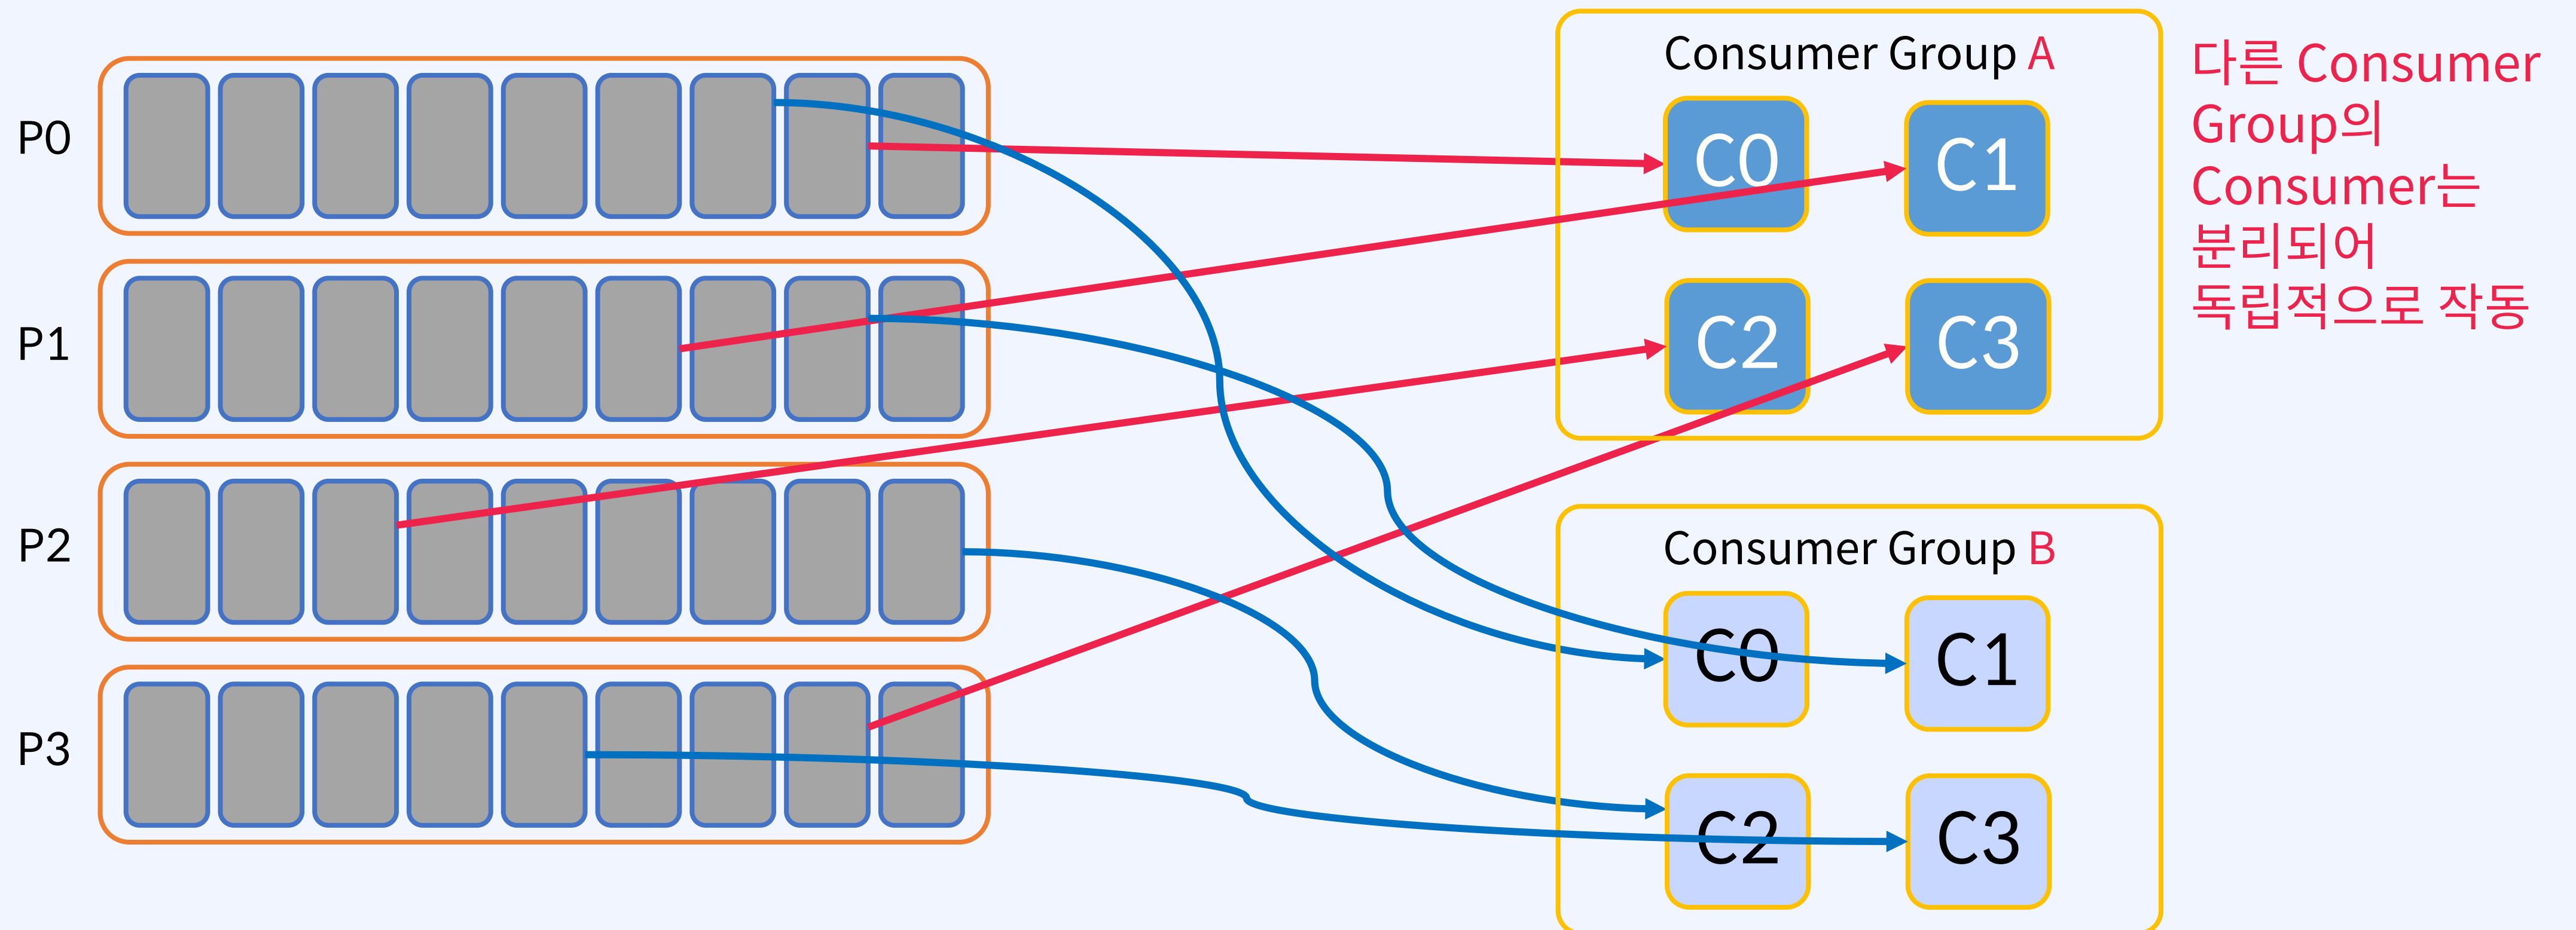 P0
P1
P2
P3
Consumer Group A
C0
C1
C2
C3
Consumer Group B
C0
C1
C2
C3
다른 Consumer
Group의
Consumer는
분리되어
독립적으로 작동